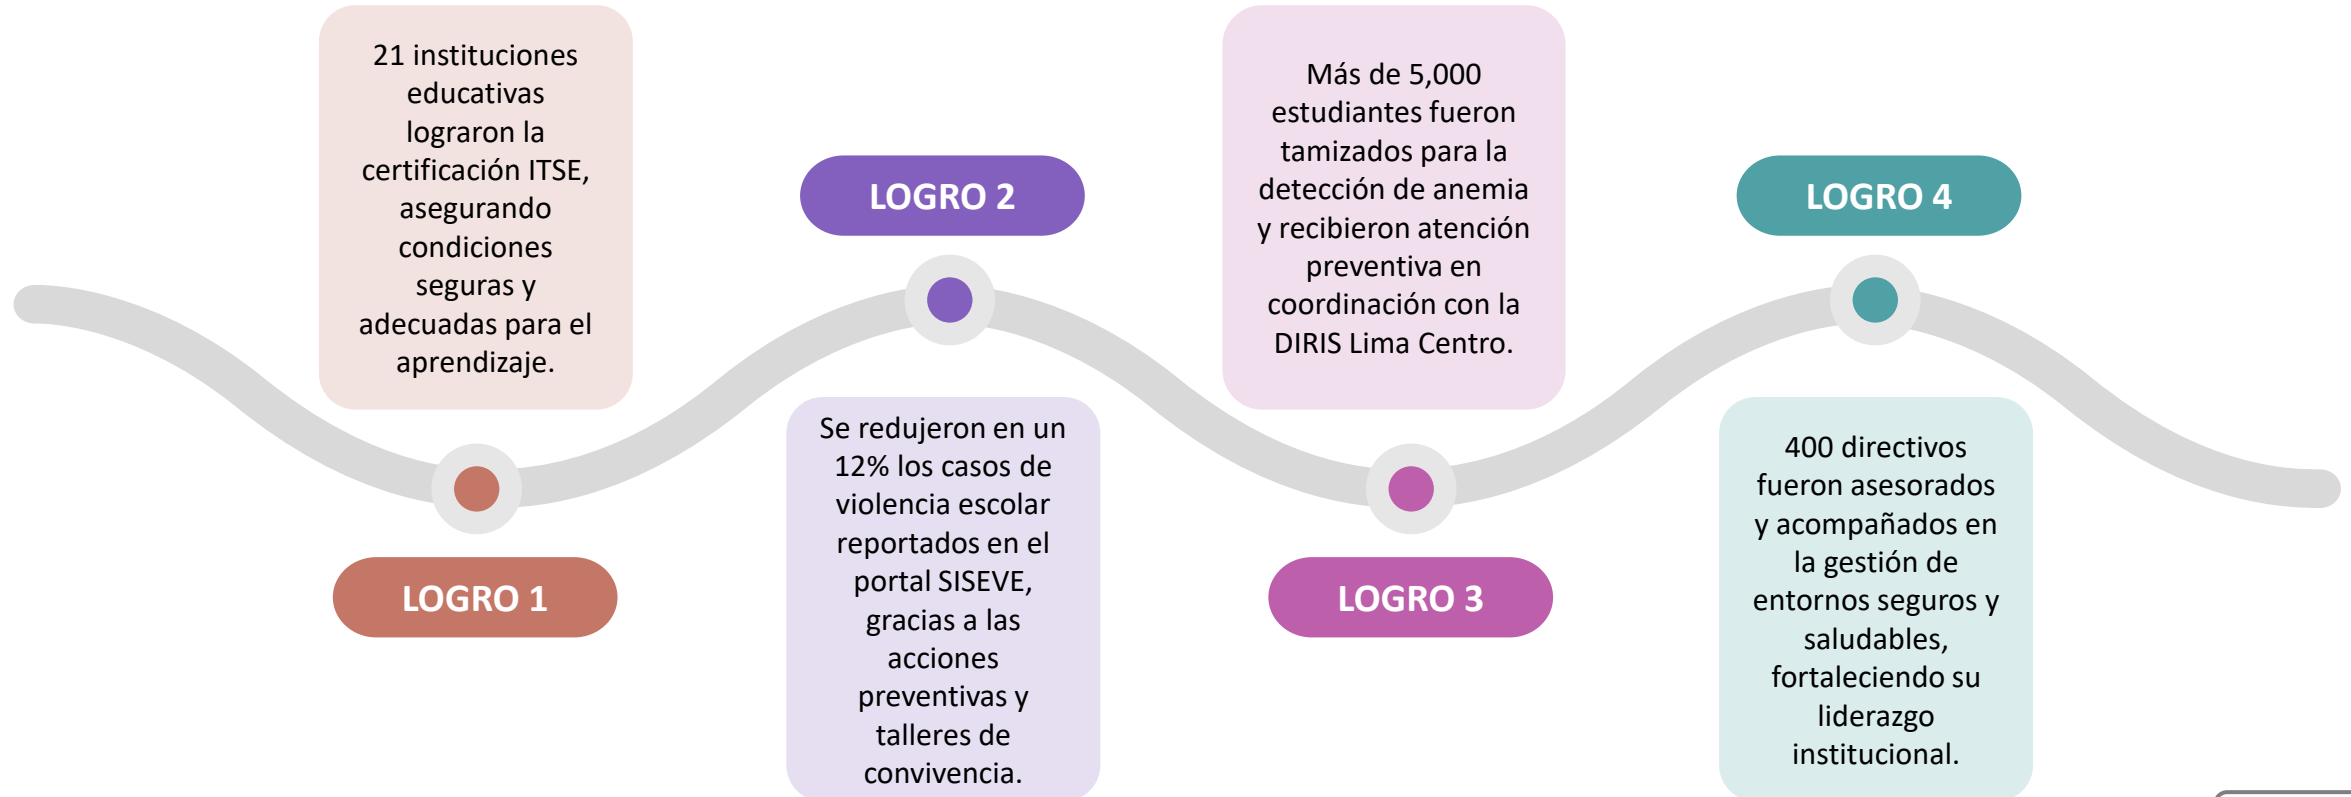 21 instituciones
educativas
lograron la
certificación ITSE,
asegurando
condiciones
seguras y
adecuadas para el
aprendizaje.
LOGRO 1
LOGRO 2
Se redujeron en un
12% los casos de
violencia escolar
reportados en el
portal SISEVE,
gracias a las
acciones
preventivas y
talleres de
convivencia.
Más de 5,000
estudiantes fueron
tamizados para la
detección de anemia
y recibieron atención
preventiva en
coordinación con la
DIRIS Lima Centro.
LOGRO 3
LOGRO 4
400 directivos
fueron asesorados
y acompañados en
la gestión de
entornos seguros y
saludables,
fortaleciendo su
liderazgo
institucional.